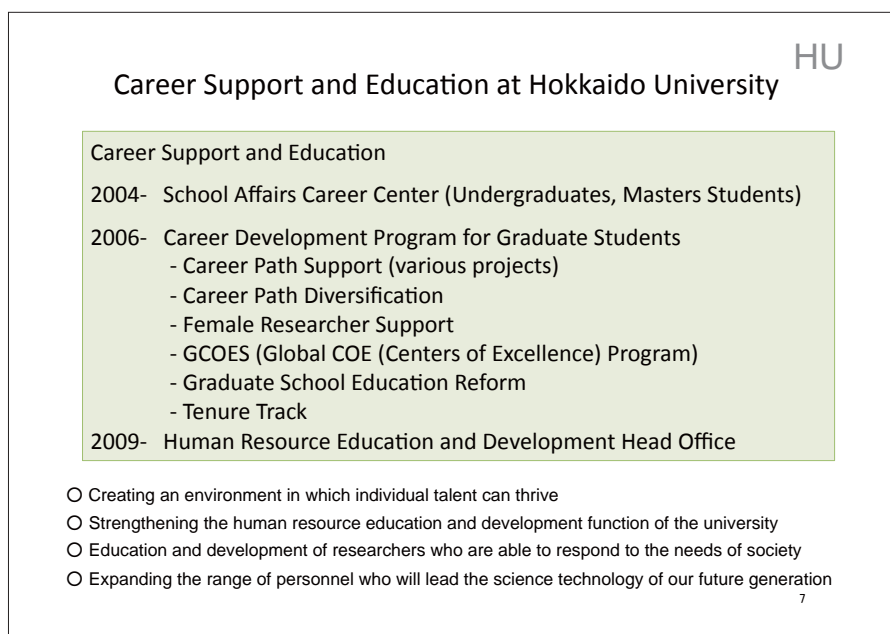 HU
Career Support and Education at Hokkaido University
Career Support and Education
2004- School Affairs Career Center (Undergraduates, Masters Students)
2006- Career Development Program for Graduate Students
- Career Path Support (various projects)
- Career Path Diversification
- Female Researcher Support
- GCOES (Global COE (Centers of Excellence) Program)
- Graduate School Education Reform
- Tenure Track
2009- Human Resource Education and Development Head Office
○ Creating an environment in which individual talent can thrive
○ Strengthening the human resource education and development function of the university
○ Education and development of researchers who are able to respond to the needs of society
○ Expanding the range of personnel who will lead the science technology of our future generation
7